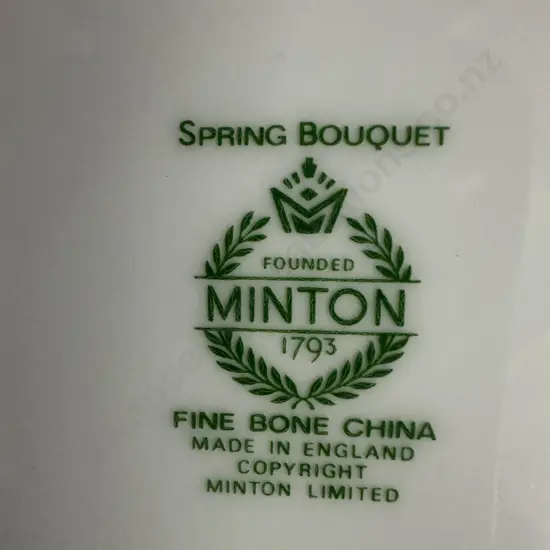 SPRING BOUQUET
FOUNDED
MINTON
1793
FINE BONE CHINA
MADE IN ENGLAND
COPYRIGHT
MINTON LIMITED